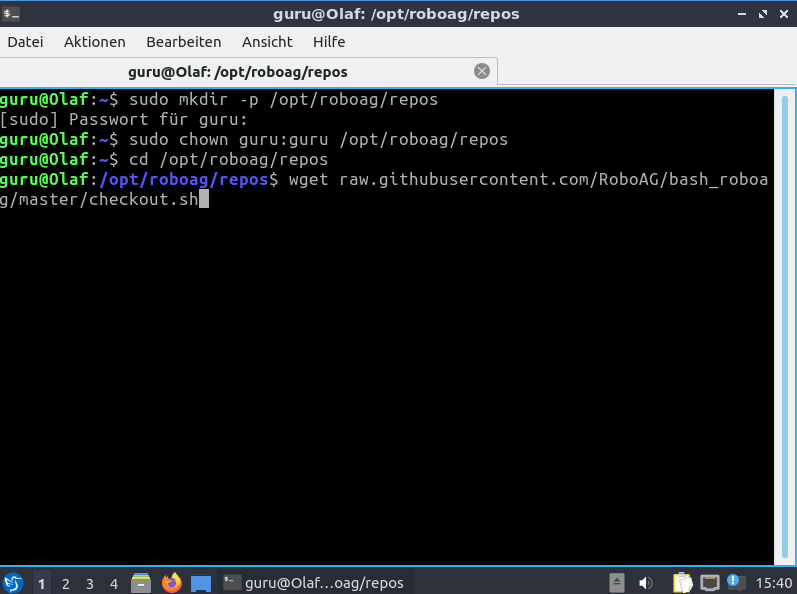 guru@Olaf: /opt/roboag/repos
Datei Aktionen Bearbeiten Ansicht Hilfe
guru@Olaf: /opt/roboag/repos
guru@Olaf:~$ sudo mkdir -p /opt/roboag/repos
[sudo] Passwort für guru:
guru@Olaf:~$ sudo chown guru:guru /opt/roboag/repos
guru@Olaf:~$ cd /opt/roboag/repos
guru@Olaf:/opt/roboag/repos$ wget raw.githubusercontent.com/RoboAG/bash_roboa
g/master/checkout.sh
1 2 3 4 guru@Olaf...oag/repos 15:40